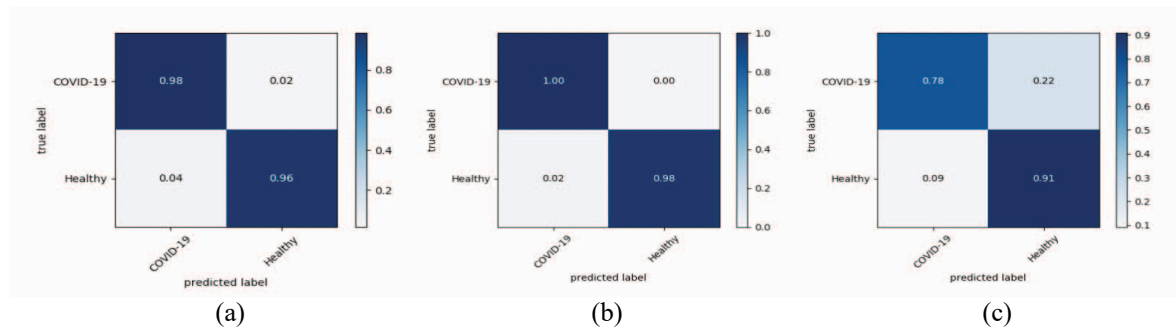 COVID-19
0.98
0.02
Healthy
0.04
0.96
true label
COVID-19
Healthy
predicted label
0.8
0.6
0.4
0.2
(a)
COVID-19
1.00
0.00
Healthy
0.02
0.98
true label
COVID-19
Healthy
predicted label
1.0
0.8
0.6
0.4
0.2
0.0
(b)
COVID-19
0.78
0.22
Healthy
0.09
0.91
true label
COVID-19
Healthy
predicted label
0.9
0.8
0.7
0.6
0.5
0.4
0.3
0.2
0.1
(c)